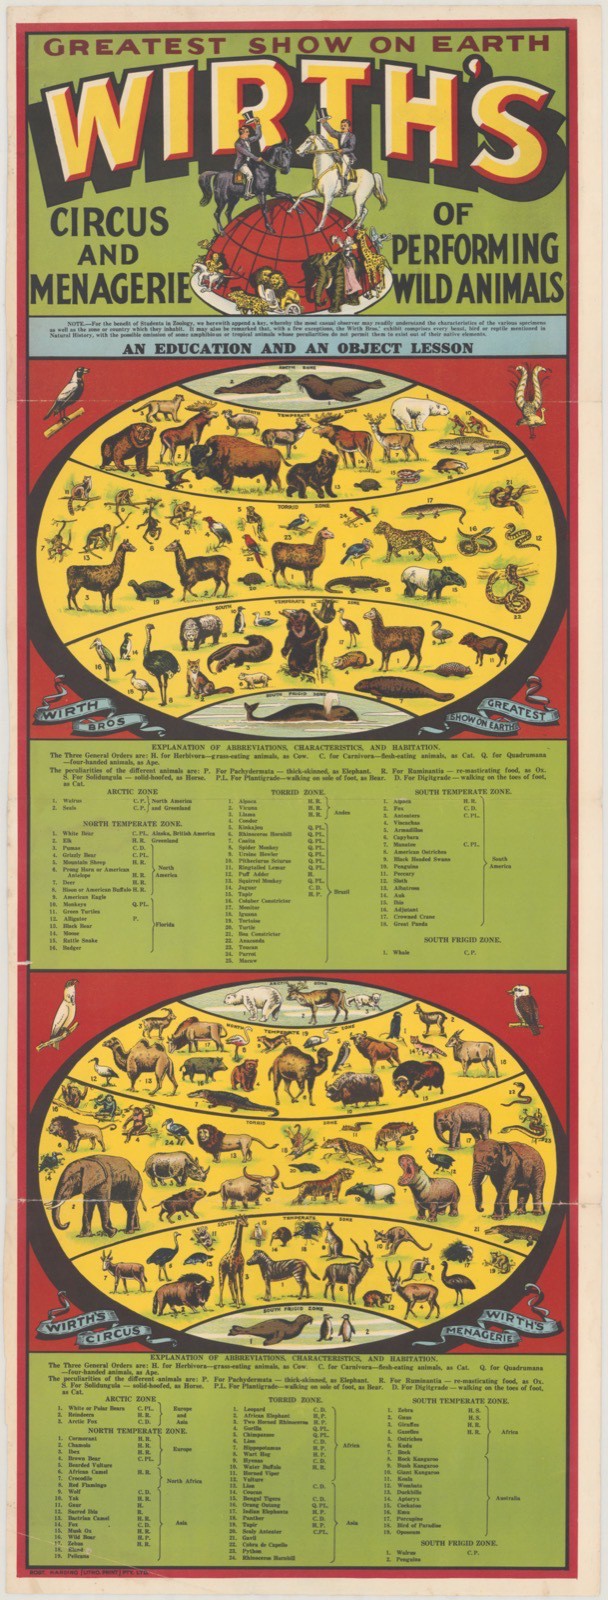 GREATEST SHOW ON EARTH
WIRTH'S
CIRCUS AND MENAGERIE
OF PERFORMING WILD ANIMALS
NOTE.—For the benefit of Students in Zoology, we herewith append a key, whereby the most casual observer may readily understand the characteristics of the various specimens
as well as the zone or country which they inhabit. It may also be remarked that, with a few exceptions, the Wirth Bros.' exhibit comprises every beast, bird or reptile mentioned in
Natural History, with the possible omission of some amphibious or tropical animals whose peculiarities do not permit them to exist out of their native elements.
AN EDUCATION AND AN OBJECT LESSON
ARCTIC ZONE
NORTH TEMPERATE ZONE
TORRID ZONE
SOUTH TEMPERATE ZONE
SOUTH FRIGID ZONE
WIRTH BROS
GREATEST SHOW ON EARTH
EXPLANATION OF ABBREVIATIONS, CHARACTERISTICS, AND HABITATION.
The Three General Orders are: H. for Herbivora—grass-eating animals, as Cow. C. for Carnivora—flesh-eating animals, as Cat. Q. for Quadrumana
—four-handed animals, as Ape.
The peculiarities of the different animals are: P. For Pachydermata — thick-skinned, as Elephant. R. For Ruminantia — re-masticating food, as Ox.
S. For Solidungula — solid-hoofed, as Horse. P.L. For Plantigrade—walking on sole of foot, as Bear. D. For Digitgrade — walking on the toes of foot,
as Cat.
ARCTIC ZONE
1. Walrus C.P.
2. Seals C.P.
North America and Greenland
NORTH TEMPERATE ZONE.
1. White Bear C.PL. Alaska, British America
2. Elk H.R. Greenland
3. Pumas C.D.
4. Grizzly Bear C.PL.
5. Mountain Sheep H.R.
6. Prong Horn or American
Antelope H.R.
7. Deer H.R.
8. Bison or American Buffalo H.R.
9. American Eagle
North America
10. Monkeys Q.PL.
11. Green Turtles
12. Alligator P.
13. Black Bear
14. Moose
15. Rattle Snake
16. Badger
Florida
TORRID ZONE.
1. Alpaca H.R.
2. Vicuna H.R.
3. Llama H.R.
4. Condor
Andes
5. Kinkajou Q.PL.
6. Rhinoceros Hornbill Q.PL.
7. Coatin Q.PL.
8. Spider Monkey Q.PL.
9. Ursine Howler Q.PL.
10. Pithecirus Saturus Q.PL.
11. Ringtailed Lemur Q.PL.
12. Puff Adder H.
13. Squirrel Monkey Q.PL.
14. Jaguar C.D.
15. Tapir H.P.
17. Monitor
18. Iguana
19. Tortoise
20. Turtle
21. Boa Constrictor
22. Anaconda
23. Toucan
24. Parrot
25. Macaw
Brazil
SOUTH TEMPERATE ZONE
1. Alpaca H.R.
2. Fox C.D.
3. Anteaters C.PL.
4. Viscachas
5. Armadillos
6. Capybara
7. Manatee C.PL.
8. American Ostriches
9. Black Headed Swans
10. Penguins
11. Peccary
12. Sloth
13. Albatross
14. Auk
15. Ibis
16. Adjutant
17. Crowned Crane
18. Great Panda
South America
SOUTH FRIGID ZONE.
1. Whale C.P.
ARCTIC ZONE
NORTH TEMPERATE ZONE
TORRID ZONE
SOUTH TEMPERATE ZONE
SOUTH FRIGID ZONE
WIRTH'S CIRCUS
WIRTH'S MENAGERIE
EXPLANATION OF ABBREVIATIONS, CHARACTERISTICS, AND HABITATION.
The Three General Orders are: H. for Herbivora—grass-eating animals, as Cow. C. for Carnivora—flesh-eating animals, as Cat. Q. for Quadrumana
—four-handed animals, as Ape.
The peculiarities of the different animals are: P. For Pachydermata — thick-skinned, as Elephant. R. For Ruminantia — re-masticating food, as Ox.
S. For Solidungula — solid-hoofed, as Horse. P.L. For Plantigrade—walking on sole of foot, as Bear. D. For Digitgrade — walking on the toes of foot,
as Cat.
ARCTIC ZONE
1. White or Polar Bears C.PL.
2. Reindeers H.R.
3. Arctic Fox C.D.
Europe and Asia
NORTH TEMPERATE ZONE.
1. Cormorant H.R.
2. Chamois H.R.
3. Ibex H.R.
4. Brown Bear C.PL.
5. Bearded Vulture
Europe
6. African Camel H.R.
7. Crocodile
8. Red Flamingo
North Africa
9. Wolf C.D.
10. Yak H.R.
11. Gaur R.
12. Sacred Ibis R.
13. Bactrian Camel H.R.
14. Fox C.D.
15. Musk Ox H.R.
16. Wild Boar H.P.
17. Zebus H.R.
18. Stork
19. Pelicans
Asia
TORRID ZONE.
1. Leopard C.D.
2. African Elephant H.P.
3. Two Horned Rhinoceros H.P.
4. Gorilla Q.PL.
5. Chimpanzee Q.PL.
6. Lion C.D.
7. Hippopotamus H.P.
8. Wart Hog H.P.
9. Hyenas C.D.
10. Water Buffalo H.R.
11. Horned Viper
12. Vulture
Africa
13. Lion C.D.
14. Crocus
15. Bengal Tigers C.D.
16. Orang Outang Q.PL.
17. Indian Elephants H.P.
18. Panther C.D.
19. Tapir H.P.
20. Scaly Anteater C.PL.
21. Gavil
22. Cobra de Capello
23. Python
24. Rhinoceros Hornbill
Asia
SOUTH TEMPERATE ZONE
1. Zebra H.S.
2. Gnus H.S.
3. Giraffes H.R.
4. Gazelles H.R.
5. Ostriches
6. Kudu
7. Bock
Africa
8. Rock Kangaroo
9. Bush Kangaroo
10. Giant Kangaroo
11. Koala
12. Wombats
13. Duckbills
14. Apteryx
15. Cockatoo
16. Emu
17. Porcupine
18. Bird of Paradise
19. Opossum
Australia
SOUTH FRIGID ZONE.
1. Walrus C.P.
2. Penguins